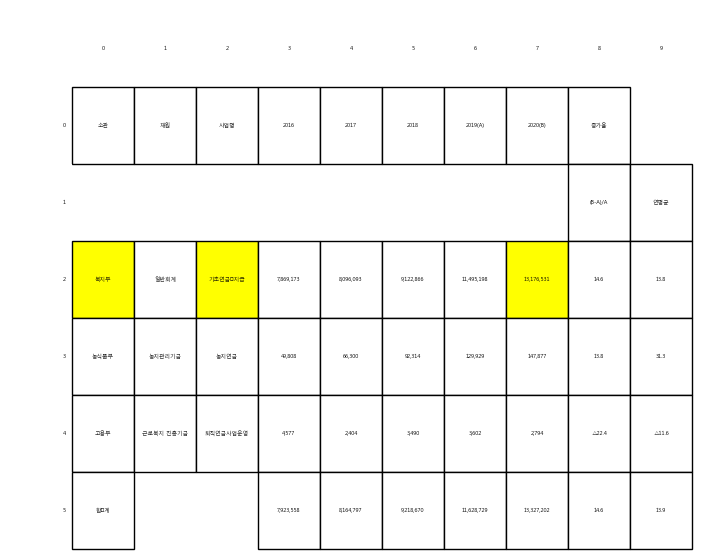 0 1 2 3 4 5 6 7 8 9
0 소관 재원 사업명 2016 2017 2018 2019(A) 2020(B) 증가율
1 (B-A)/A 연평균
2 복지부 일반회계 기초연금□지급 7,869,173 8,096,093 9,122,866 11,495,198 13,176,531 14.6 13.8
3 농식품부 농지관리기금 농지연금 49,808 66,300 92,314 129,929 147,877 13.8 31.3
4 고용부 근로복지 진흥기금 퇴직연금사업운영 4,577 2,404 3,490 3,602 2,794 △22.4 △11.6
5 합□계 7,923,558 8,164,797 9,218,670 11,628,729 13,327,202 14.6 13.9